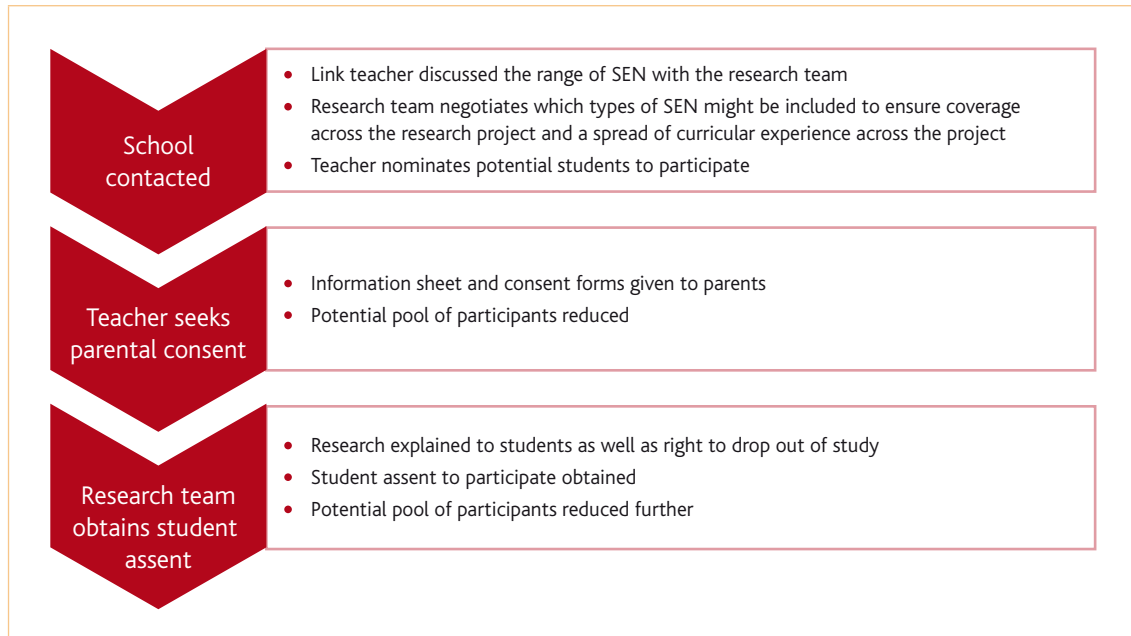 School
contacted
• Link teacher discussed the range of SEN with the research team
• Research team negotiates which types of SEN might be included to ensure coverage
across the research project and a spread of curricular experience across the project
• Teacher nominates potential students to participate
Teacher seeks
parental consent
• Information sheet and consent forms given to parents
• Potential pool of participants reduced
Research team
obtains student
assent
• Research explained to students as well as right to drop out of study
• Student assent to participate obtained
• Potential pool of participants reduced further